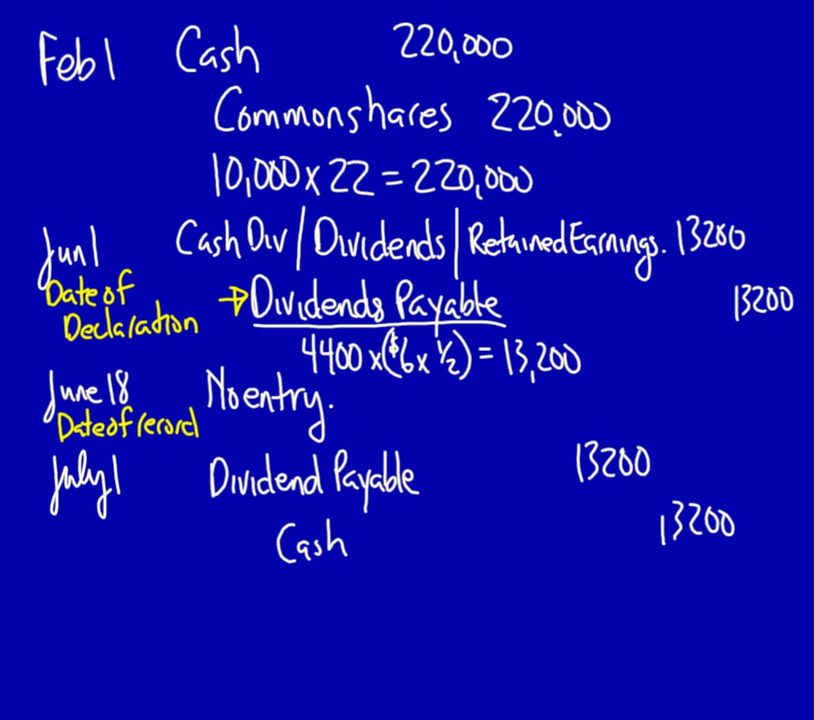 Feb 1 Cash 220,000
Common shares 220,000
10,000 x 22 = 220,000
Jun 1 Cash Div | Dividends | Retained Earnings. 13200
Date of Declaration
→ Dividends Payable 13200
4400 x ($6 x 1/2) = 13,200
June 18 No entry.
Date of record
July 1 Dividend Payable 13200
Cash 13200